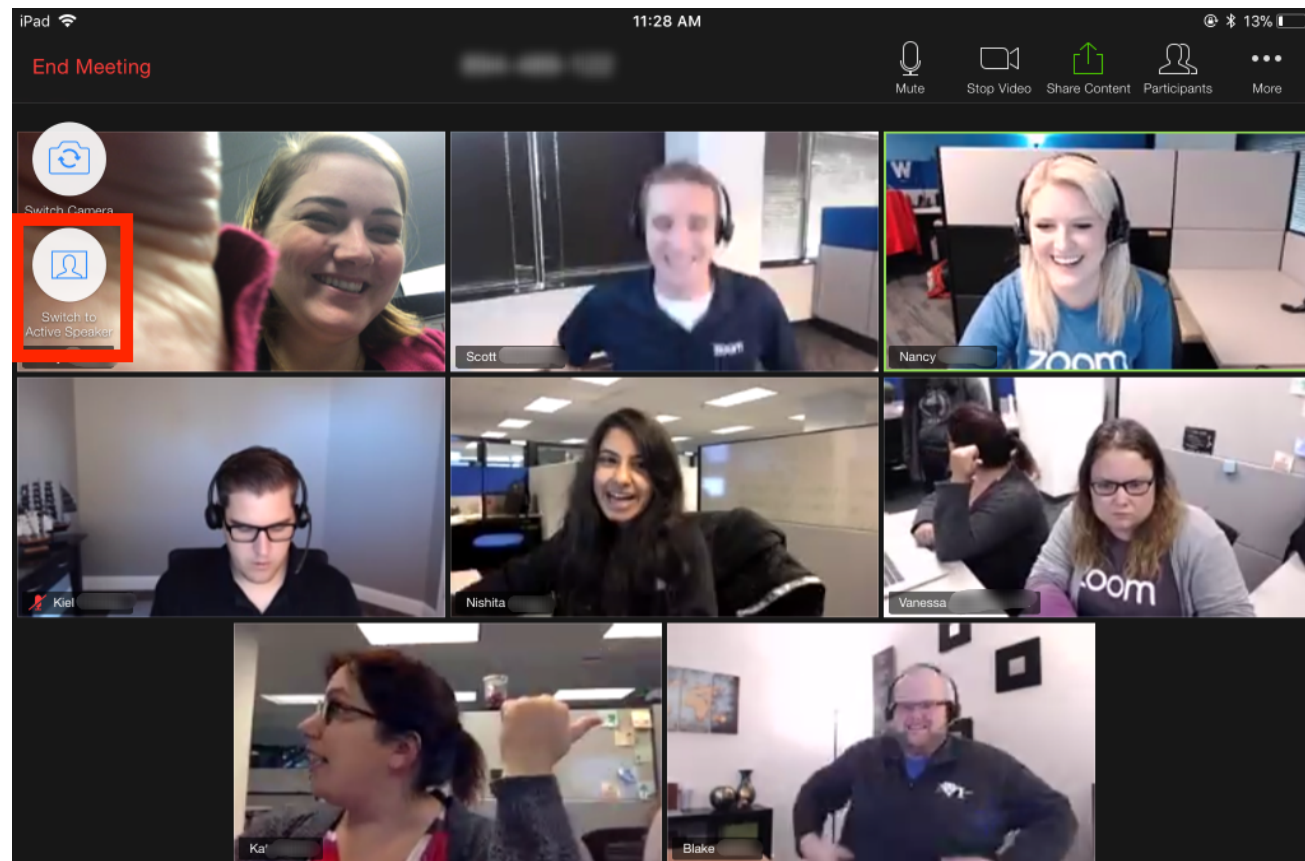 iPad
11:28 AM
13%
End Meeting
Mute
Stop Video
Share Content
Participants
More
Switch Camera
Switch to
Active Speaker
W
Scott
zoom
Nancy
zoom
Kiel
Nishita
zoom
Vanessa
Blake